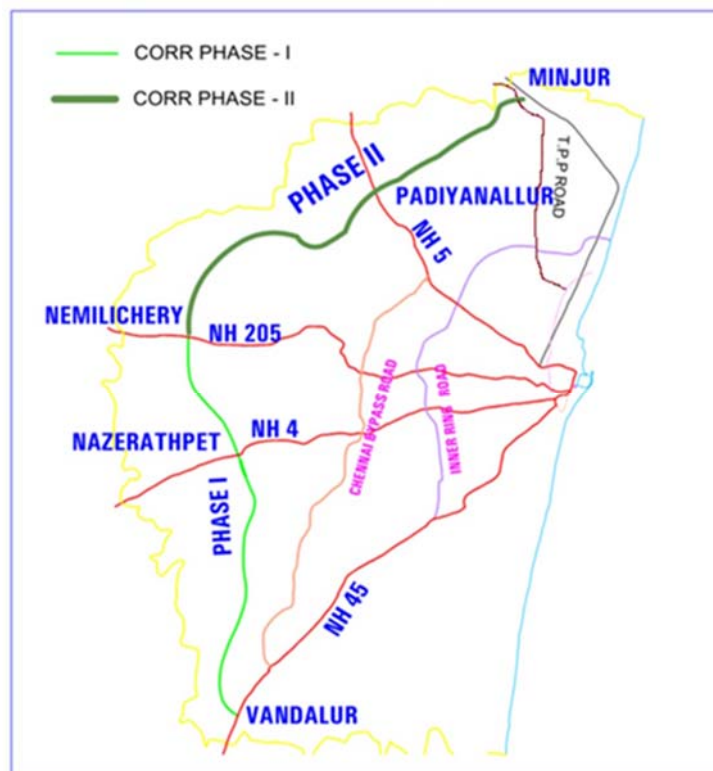 CORR PHASE - I
CORR PHASE - II
MINJUR
T.P.P ROAD
PHASE II
PADIYANALLUR
NH 5
NEMILICHERY
NH 205
CHENNAI BYPASS ROAD
INNER RING ROAD
NH 4
NAZERATHPET
PHASE I
NH 45
VANDALUR